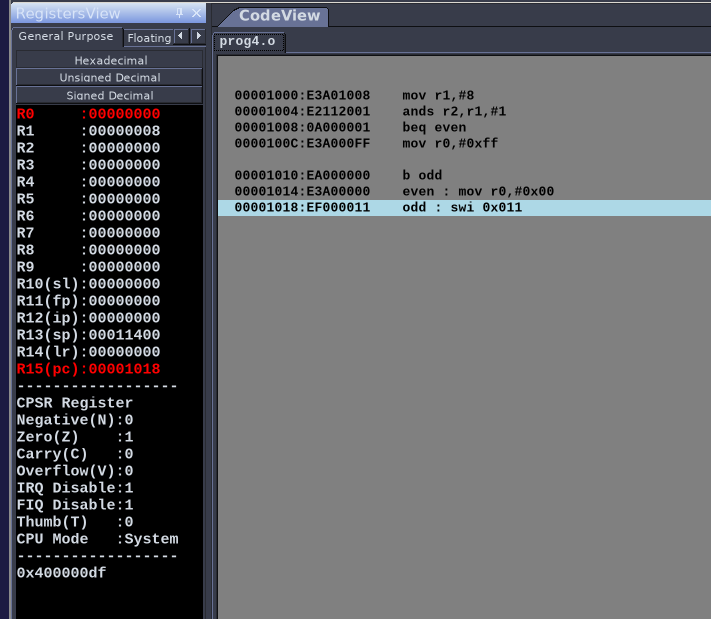 RegistersView
General Purpose Floating
Hexadecimal
Unsigned Decimal
Signed Decimal
R0 :00000000
R1 :00000008
R2 :00000000
R3 :00000000
R4 :00000000
R5 :00000000
R6 :00000000
R7 :00000000
R8 :00000000
R9 :00000000
R10(sl):00000000
R11(fp):00000000
R12(ip):00000000
R13(sp):00011400
R14(lr):00000000
R15(pc):00001018
------------------
CPSR Register
Negative(N):0
Zero(Z) :1
Carry(C) :0
Overflow(V):0
IRQ Disable:1
FIQ Disable:1
Thumb(T) :0
CPU Mode :System
------------------
0x400000df
CodeView
prog4.o
00001000:E3A01008 mov r1,#8
00001004:E2112001 ands r2,r1,#1
00001008:0A000001 beq even
0000100C:E3A000FF mov r0,#0xff
00001010:EA000000 b odd
00001014:E3A00000 even : mov r0,#0x00
00001018:EF000011 odd : swi 0x011